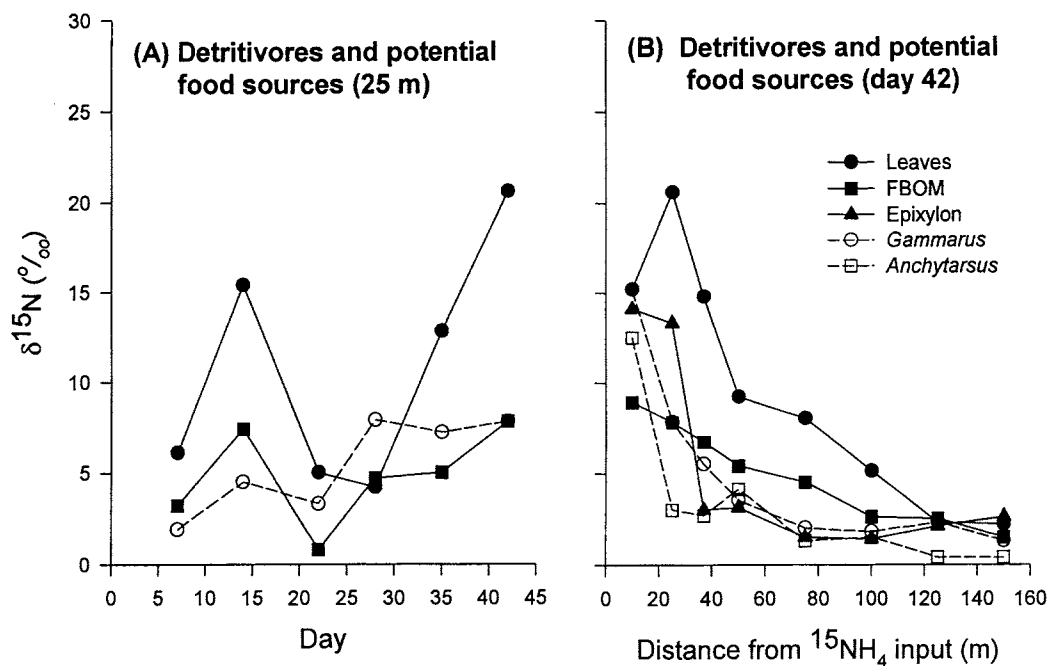 (A) Detritivores and potential
food sources (25 m)
(B) Detritivores and potential
food sources (day 42)
Leaves
FBOM
Epixylon
Gammarus
Anchytarsus
δ15N (o/oo)
30
25
20
15
10
5
0
0 5 10 15 20 25 30 35 40 45
0 20 40 60 80 100 120 140 160
Day
Distance from 15NH4 input (m)